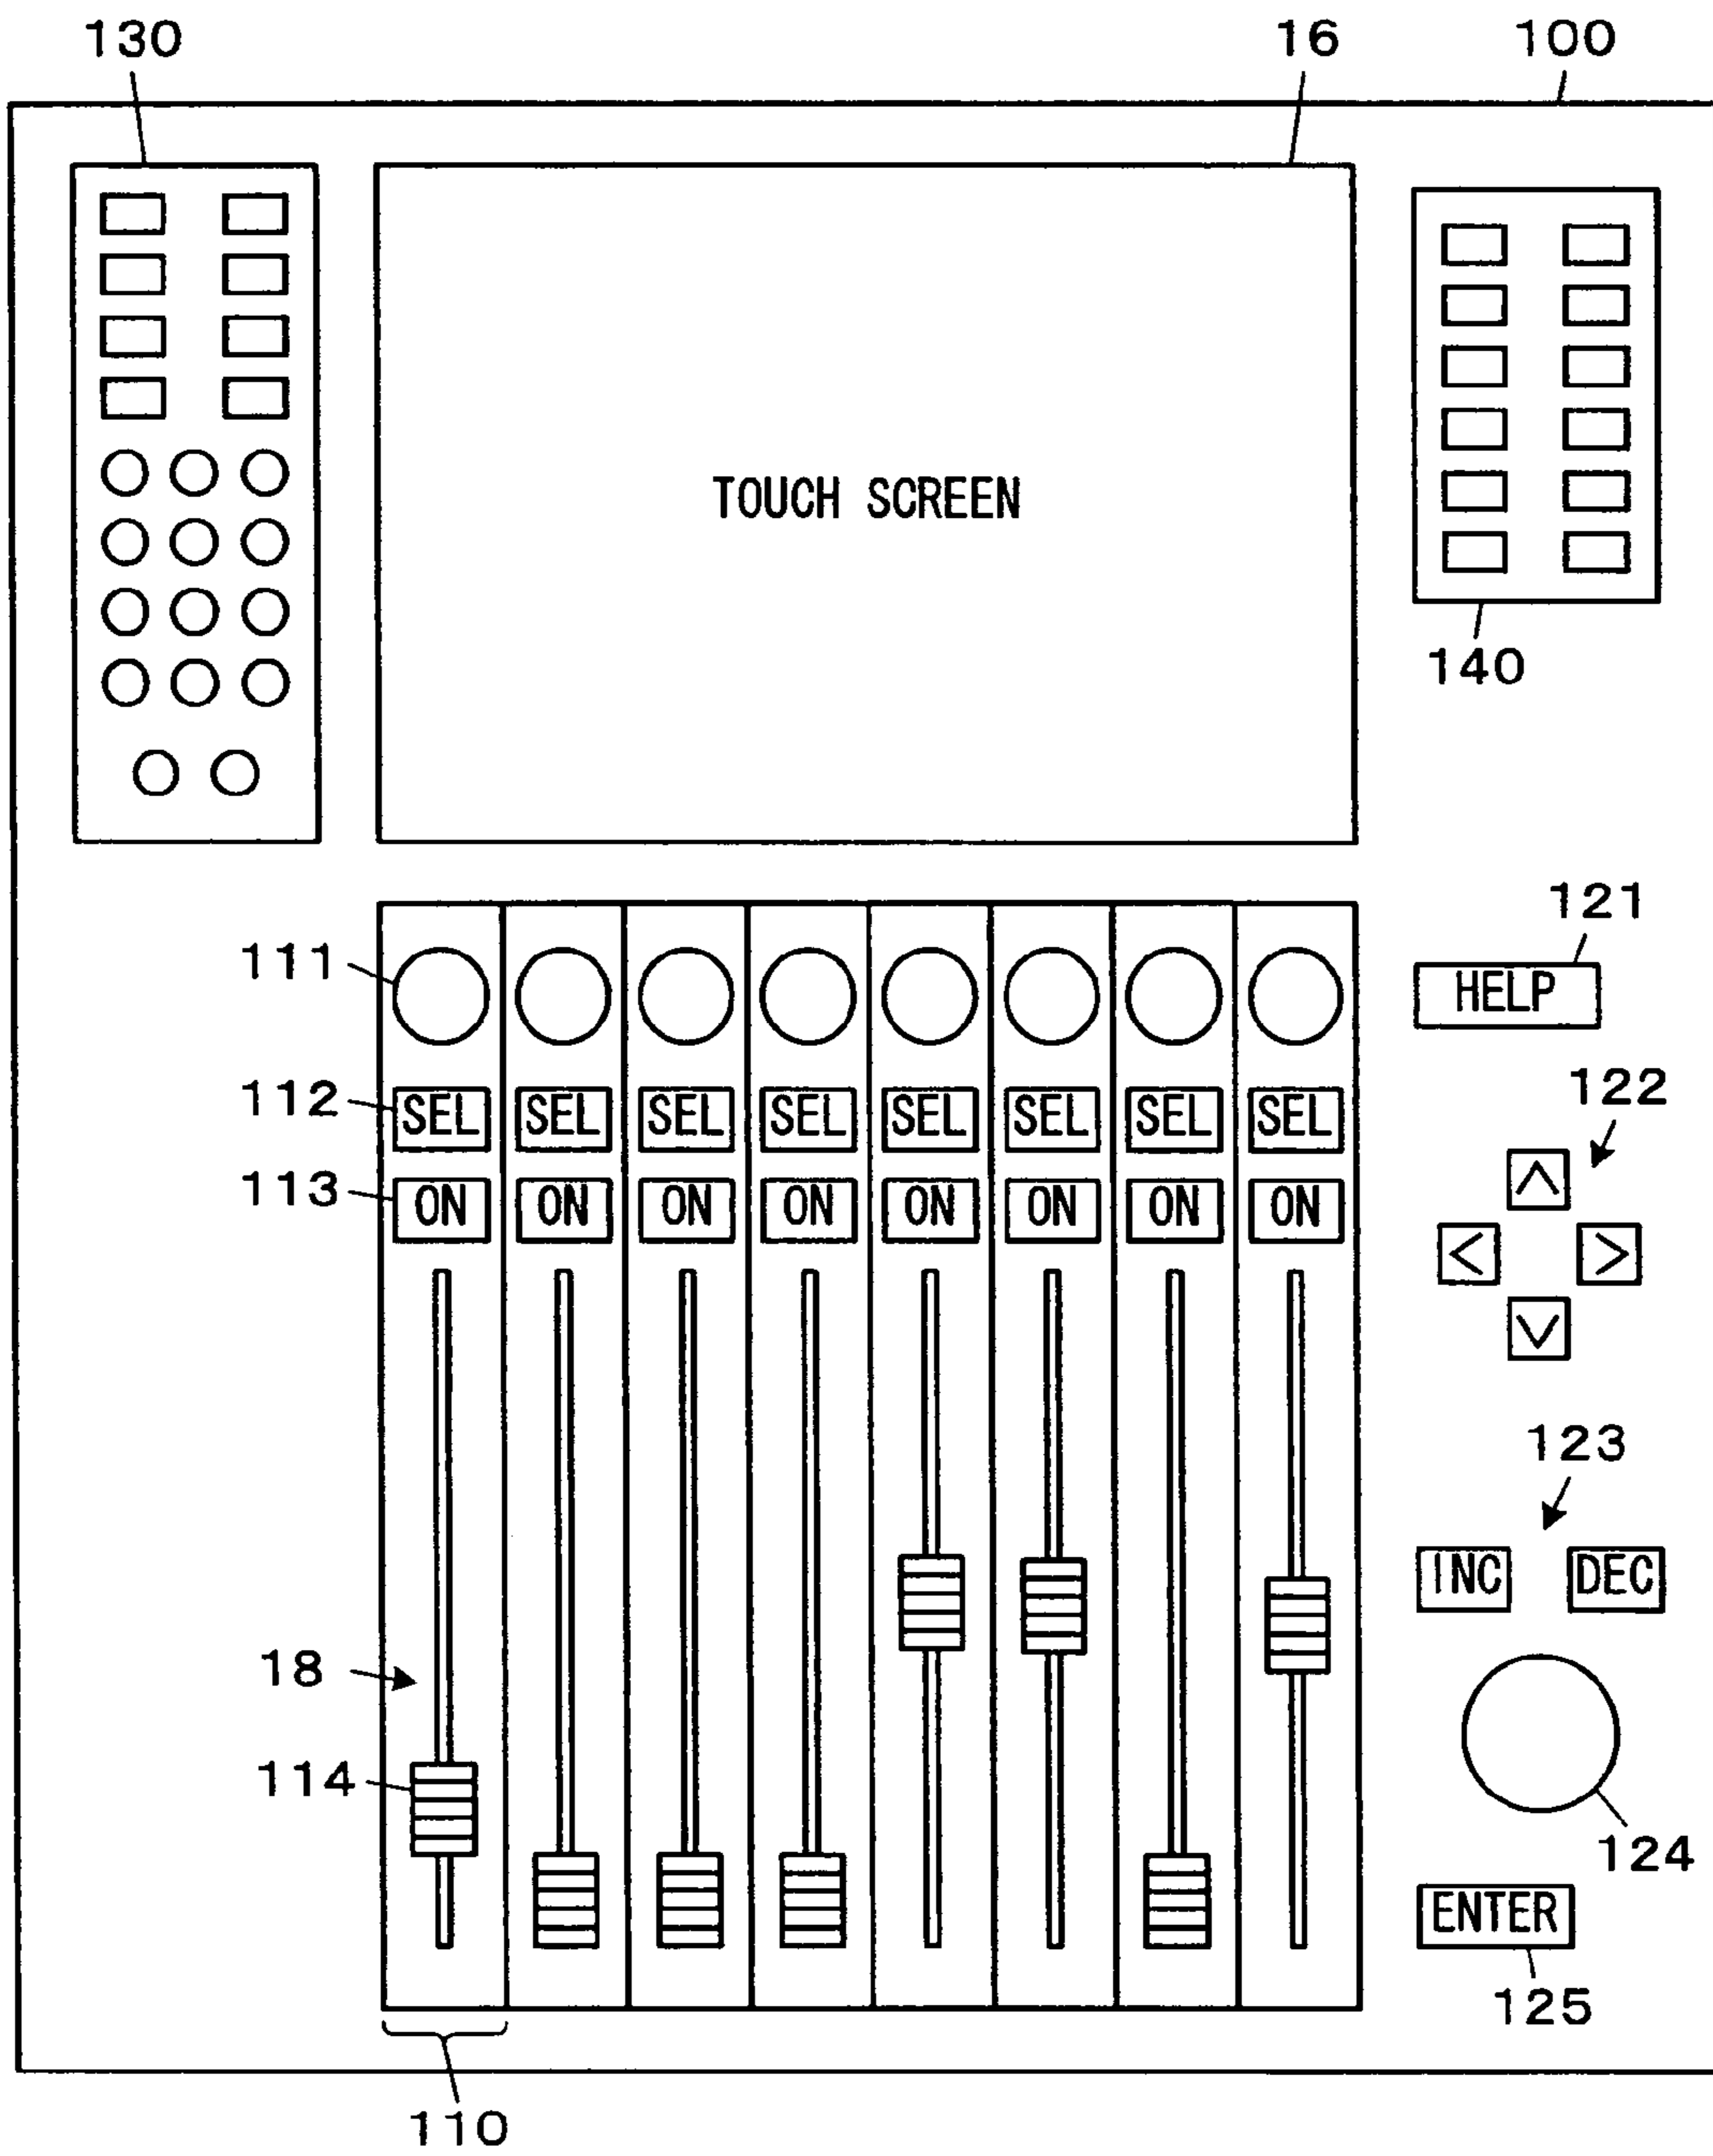 130 16 100
TOUCH SCREEN
140
121
111 HELP
112 SEL SEL SEL SEL SEL SEL SEL SEL 122
113 ON ON ON ON ON ON ON ON
< ^ v >
123
INC DEC
18
114
124
ENTER
125
110